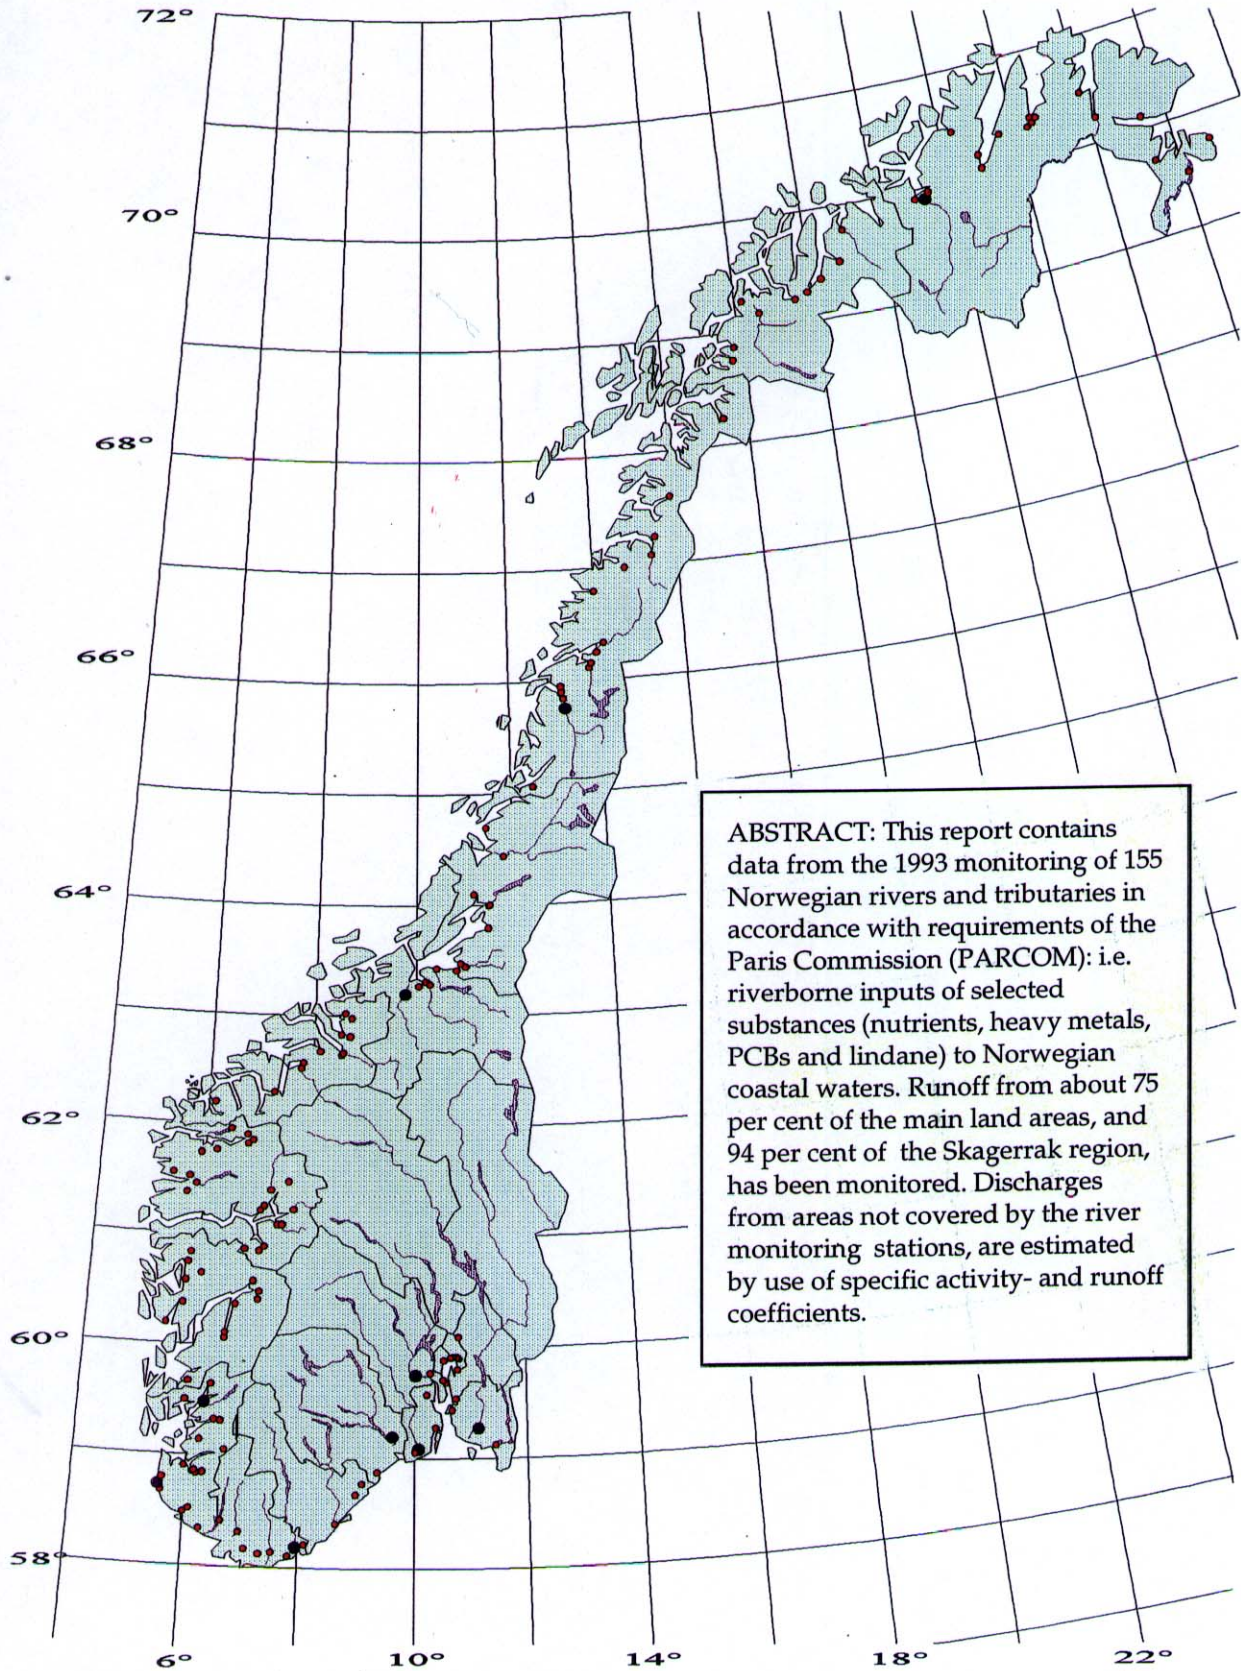 72°
70°
68°
66°
64°
62°
60°
58°
6°
10°
14°
18°
22°
ABSTRACT: This report contains
data from the 1993 monitoring of 155
Norwegian rivers and tributaries in
accordance with requirements of the
Paris Commission (PARCOM): i.e.
riverborne inputs of selected
substances (nutrients, heavy metals,
PCBs and lindane) to Norwegian
coastal waters. Runoff from about 75
per cent of the main land areas, and
94 per cent of the Skagerrak region,
has been monitored. Discharges
from areas not covered by the river
monitoring stations, are estimated
by use of specific activity- and runoff
coefficients.